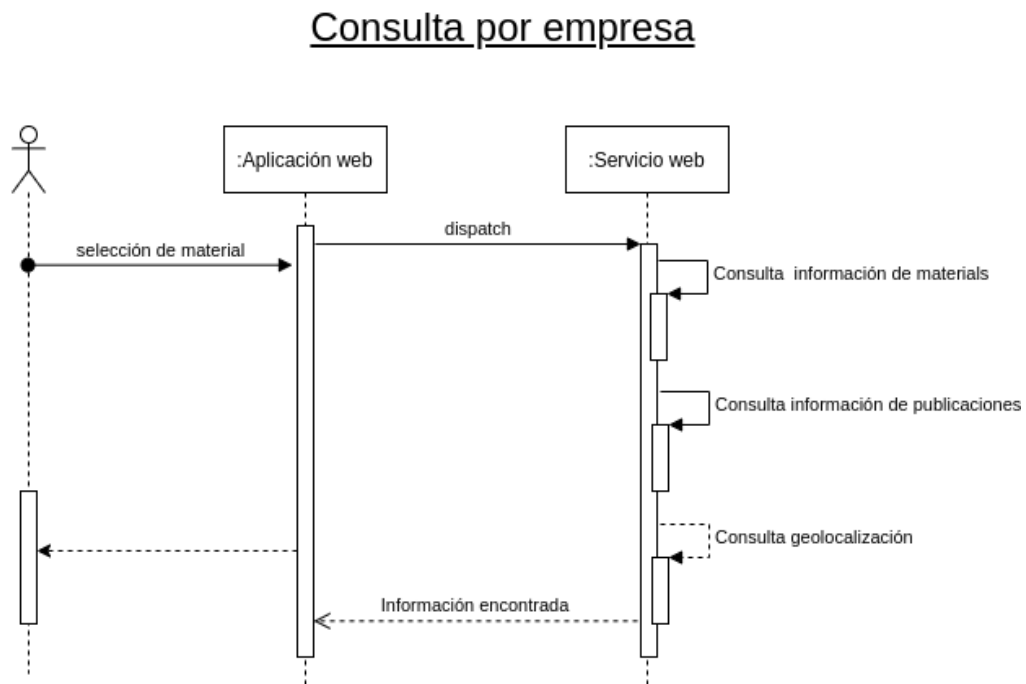 Consulta por empresa
:Aplicación web
:Servicio web
dispatch
selección de material
Consulta  información de materials
Consulta información de publicaciones
Consulta geolocalización
Información encontrada